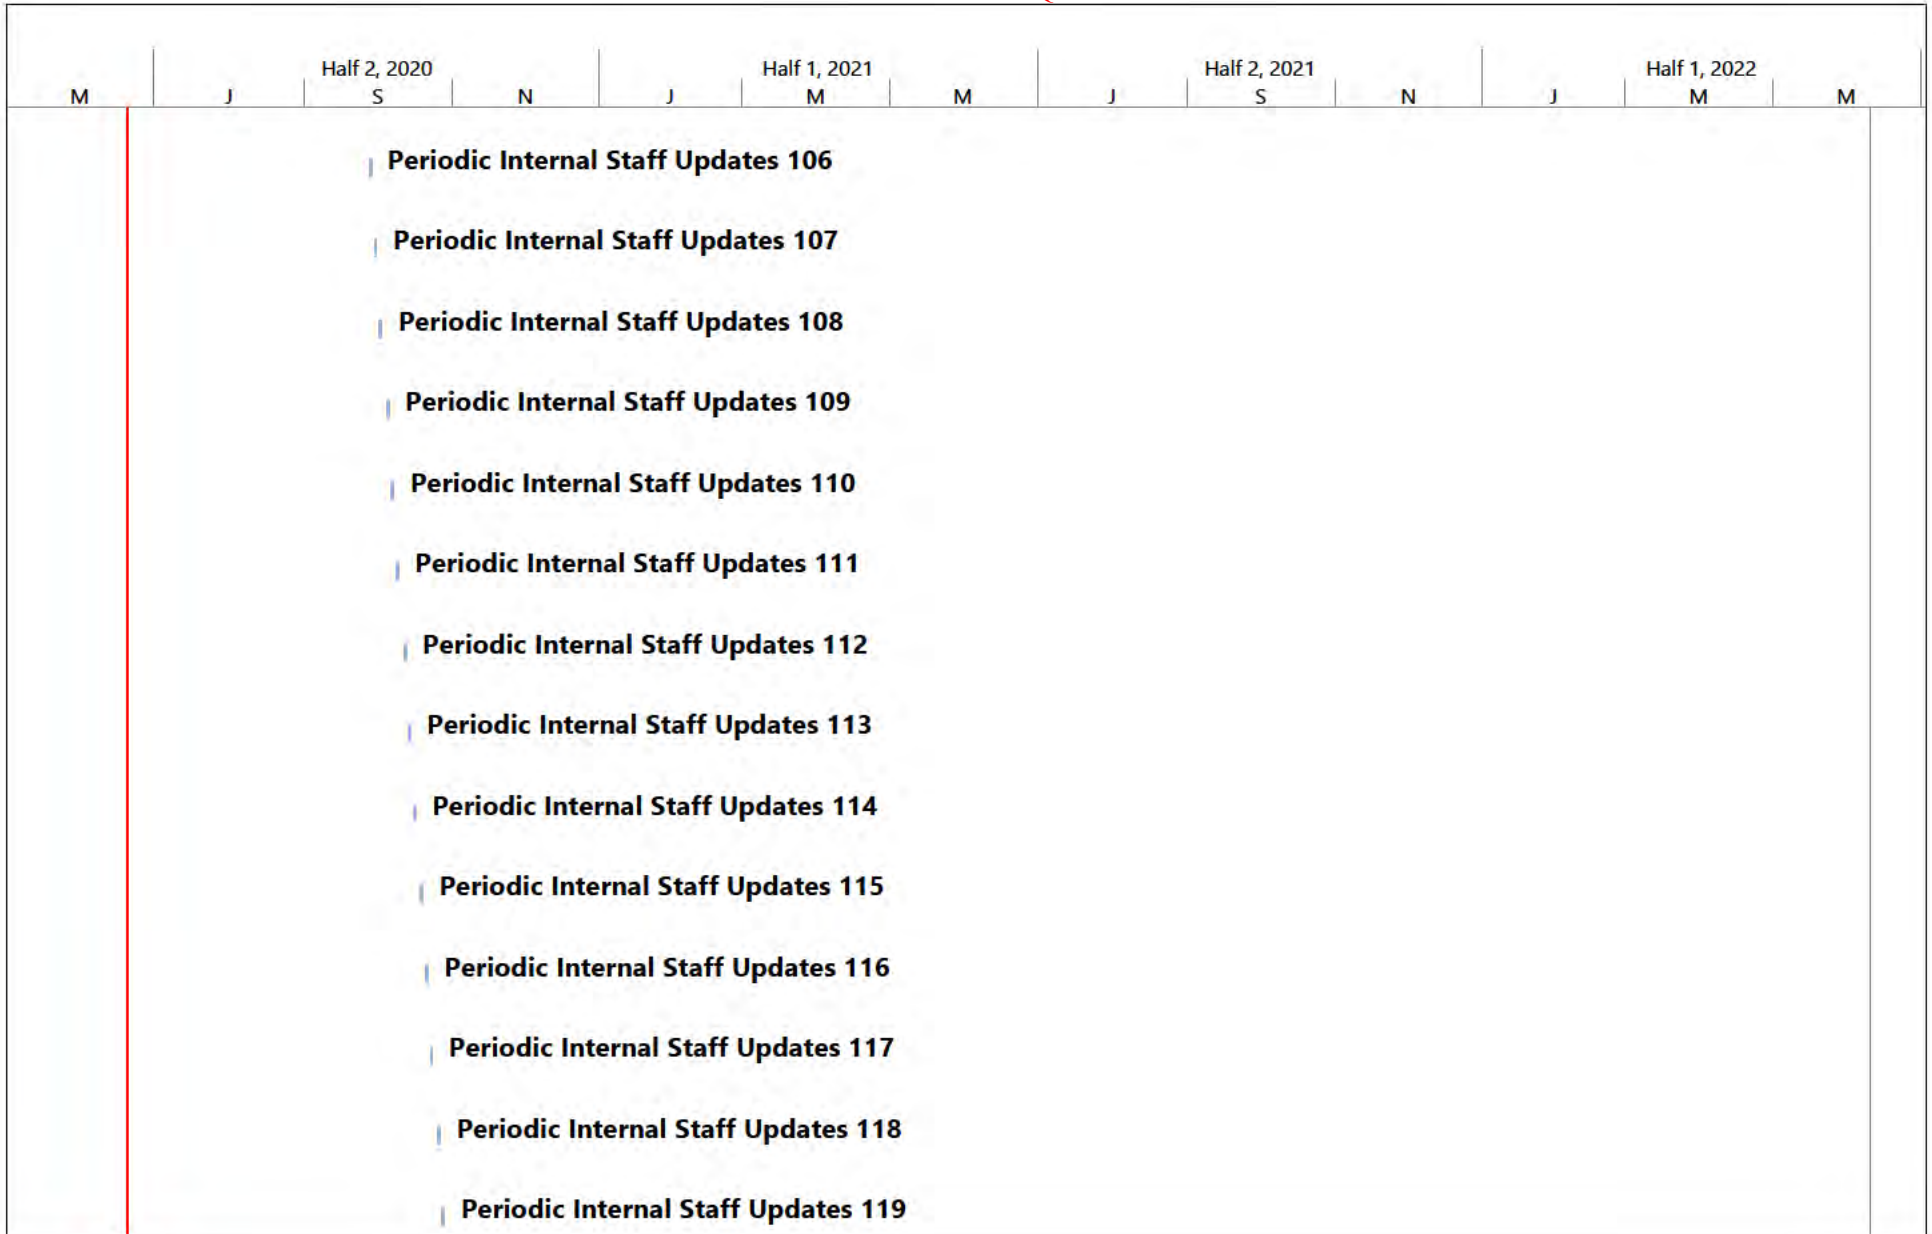 Half 2, 2020 Half 1, 2021 Half 2, 2021 Half 1, 2022
M J S N J M M J S N J M M
Periodic Internal Staff Updates 106
Periodic Internal Staff Updates 107
Periodic Internal Staff Updates 108
Periodic Internal Staff Updates 109
Periodic Internal Staff Updates 110
Periodic Internal Staff Updates 111
Periodic Internal Staff Updates 112
Periodic Internal Staff Updates 113
Periodic Internal Staff Updates 114
Periodic Internal Staff Updates 115
Periodic Internal Staff Updates 116
Periodic Internal Staff Updates 117
Periodic Internal Staff Updates 118
Periodic Internal Staff Updates 119